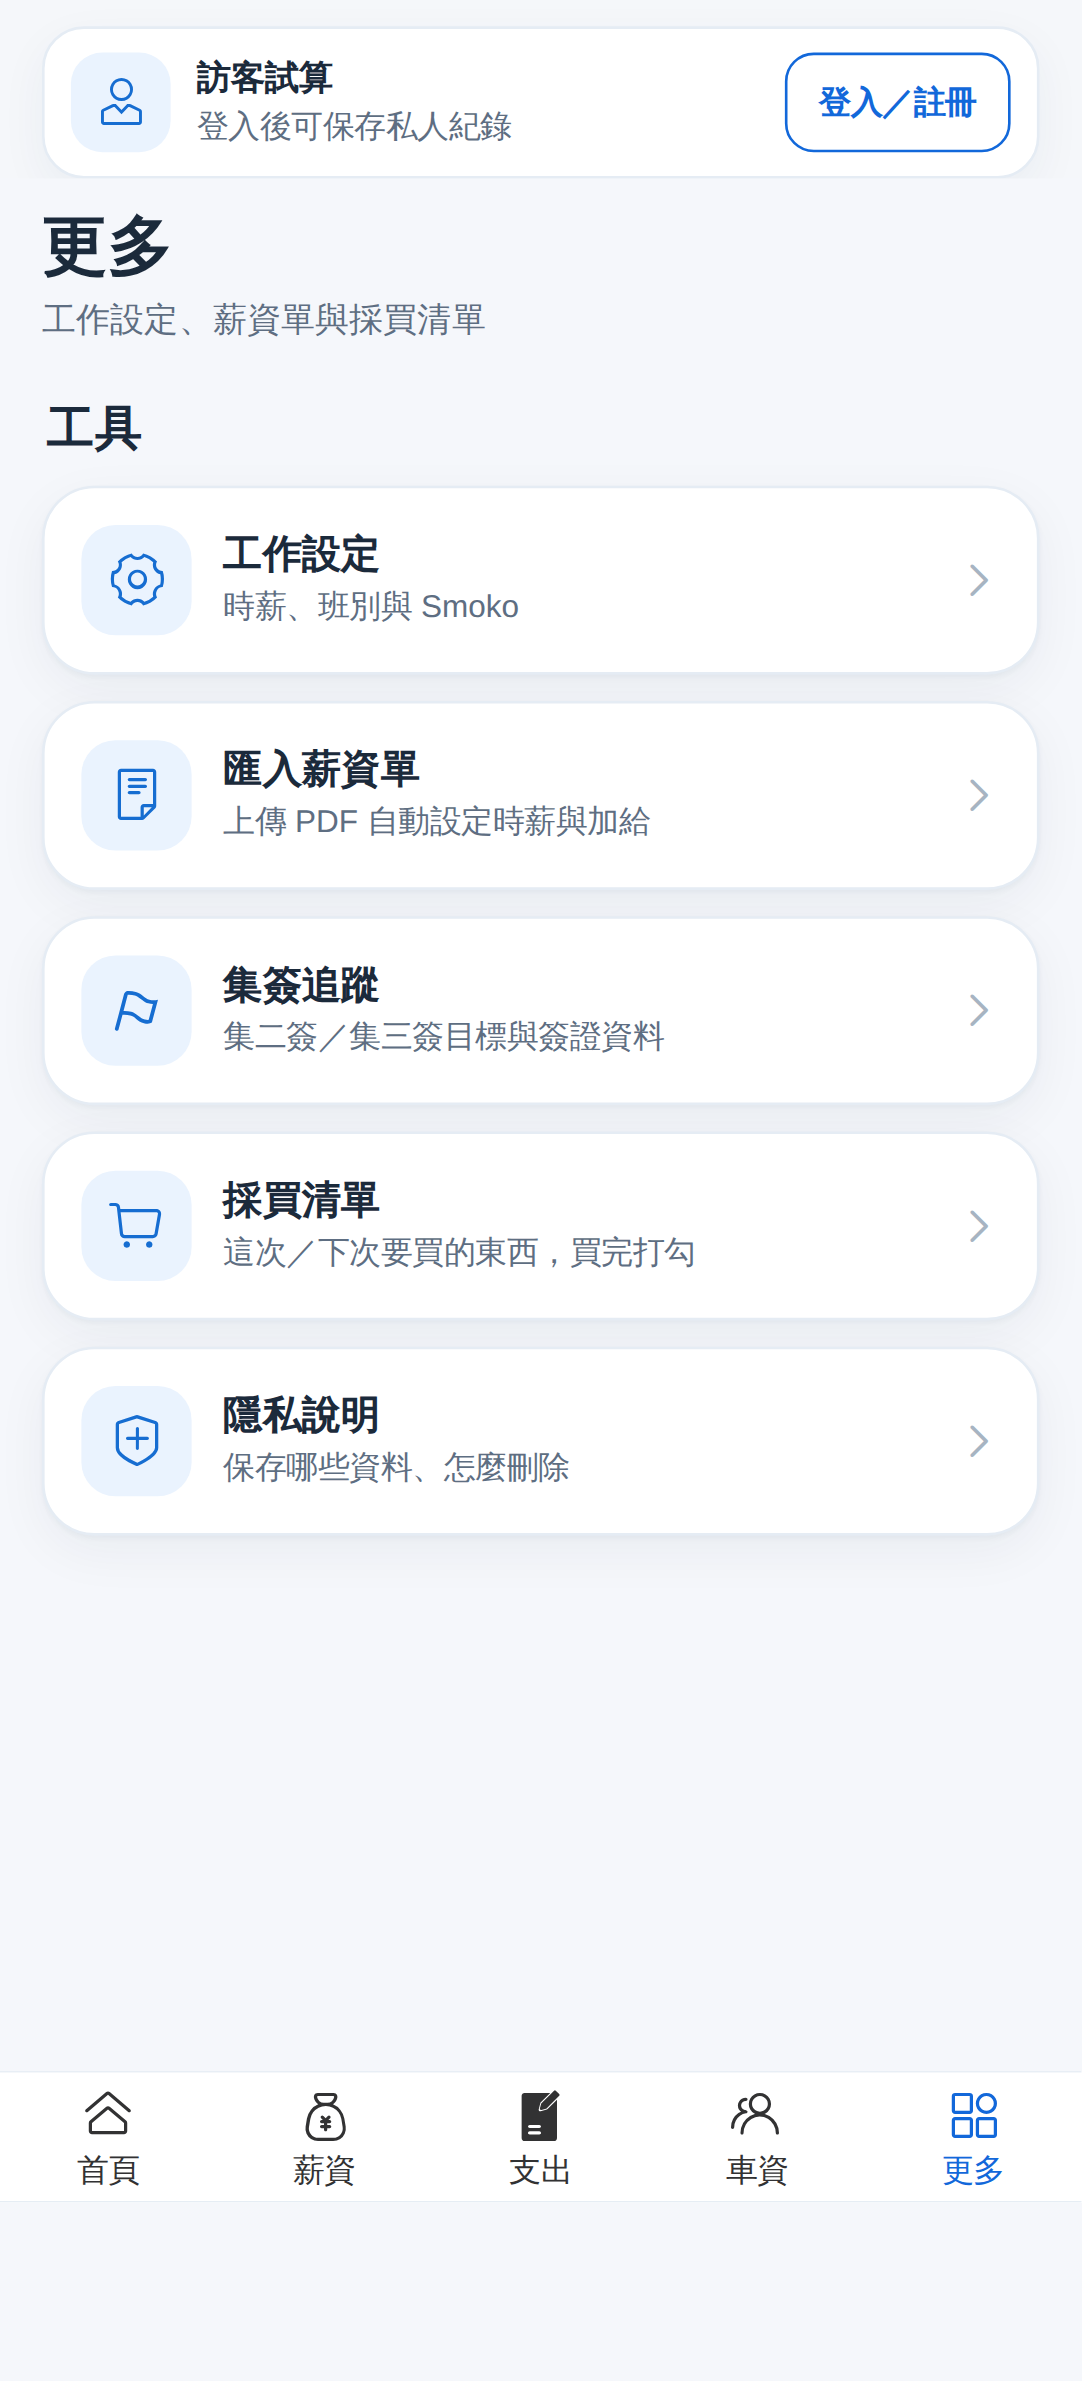 訪客試算
登入後可保存私人紀錄
登入／註冊
更多
工作設定、薪資單與採買清單
工具
工作設定
時薪、班別與 Smoko
匯入薪資單
上傳 PDF 自動設定時薪與加給
集簽追蹤
集二簽／集三簽目標與簽證資料
採買清單
這次／下次要買的東西，買完打勾
隱私說明
保存哪些資料、怎麼刪除
首頁
薪資
支出
車資
更多